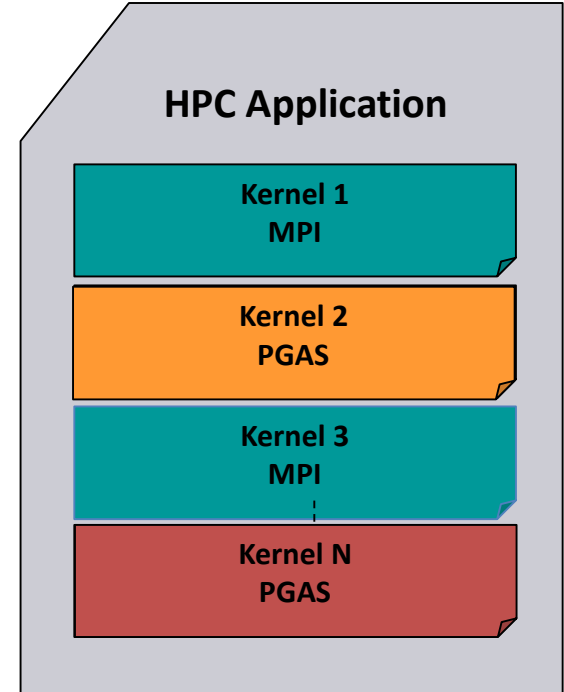 HPC Application
Kernel 1
MPI
Kernel 2
PGAS
Kernel 3
MPI
Kernel N
PGAS